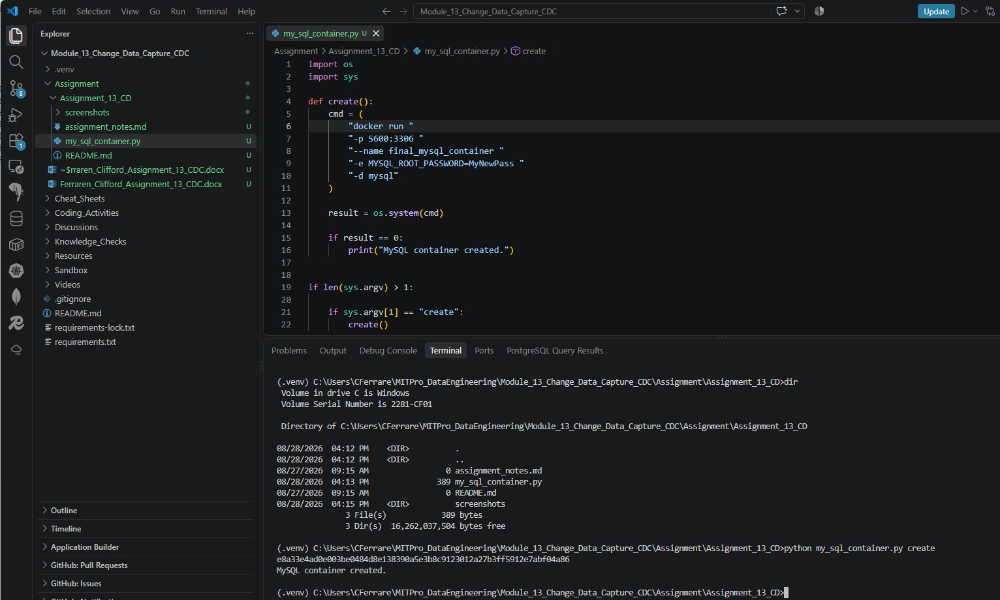 File Edit Selection View Go Run Terminal Help
Module_13_Change_Data_Capture_CDC
Update
Explorer
Module_13_Change_Data_Capture_CDC
.venv
Assignment
Assignment_13_CD
screenshots
assignment_notes.md U
my_sql_container.py U
README.md U
~$rraren_Clifford_Assignment_13_CDC.docx U
Ferraren_Clifford_Assignment_13_CDC.docx U
Cheat_Sheets
Coding_Activities
Discussions
Knowledge_Checks
Resources
Sandbox
Videos
.gitignore
README.md
requirements-lock.txt
requirements.txt
Outline
Timeline
Application Builder
GitHub: Pull Requests
GitHub: Issues
8
1
my_sql_container.py U
Assignment > Assignment_13_CD > my_sql_container.py > create
1 import os
2 import sys
3
4 def create():
5 cmd = (
6 "docker run "
7 "-p 5600:3306 "
8 "--name final_mysql_container "
9 "-e MYSQL_ROOT_PASSWORD=MyNewPass "
10 "-d mysql"
11 )
12
13 result = os.system(cmd)
14
15 if result == 0:
16 print("MySQL container created.")
17
18
19 if len(sys.argv) > 1:
20
21 if sys.argv[1] == "create":
22 create()
Problems Output Debug Console Terminal Ports PostgreSQL Query Results
(.venv) C:\Users\CFerrare\MITPro_DataEngineering\Module_13_Change_Data_Capture_CDC\Assignment\Assignment_13_CD>dir
Volume in drive C is Windows
Volume Serial Number is 2281-CF01
Directory of C:\Users\CFerrare\MITPro_DataEngineering\Module_13_Change_Data_Capture_CDC\Assignment\Assignment_13_CD
08/28/2026 04:12 PM <DIR> .
08/28/2026 04:12 PM <DIR> ..
08/27/2026 09:15 AM 0 assignment_notes.md
08/28/2026 04:13 PM 389 my_sql_container.py
08/27/2026 09:15 AM 0 README.md
08/28/2026 04:15 PM <DIR> screenshots
3 File(s) 389 bytes
3 Dir(s) 16,262,037,504 bytes free
(.venv) C:\Users\CFerrare\MITPro_DataEngineering\Module_13_Change_Data_Capture_CDC\Assignment\Assignment_13_CD>python my_sql_container.py create
e8a33e4ad0e003be0484d8e138390a5e3b8c9123012a27b3ff5912e7abf04a86
MySQL container created.
(.venv) C:\Users\CFerrare\MITPro_DataEngineering\Module_13_Change_Data_Capture_CDC\Assignment\Assignment_13_CD>